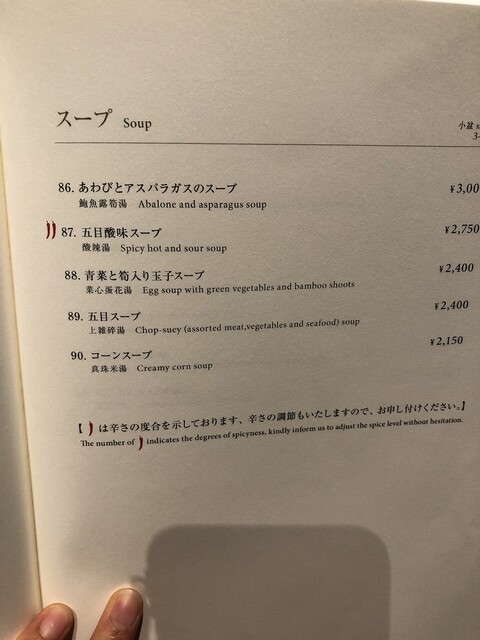 スープ Soup
小盆 s
3-
86. あわびとアスパラガスのスープ ¥3,00
鮑魚露筍湯 Abalone and asparagus soup
87. 五目酸味スープ ¥2,750
酸辣湯 Spicy hot and sour soup
88. 青菜と筍入り玉子スープ ¥2,400
菜心蛋花湯 Egg soup with green vegetables and bamboo shoots
89. 五目スープ ¥2,400
上雑砕湯 Chop-suey (assorted meat,vegetables and seafood) soup
90. コーンスープ ¥2,150
真珠米湯 Creamy corn soup
【 は辛さの度合を示しております、辛さの調節もいたしますので、お申し付けください。】
The number of indicates the degrees of spicyness, kindly inform us to adjust the spice level without hesitation.